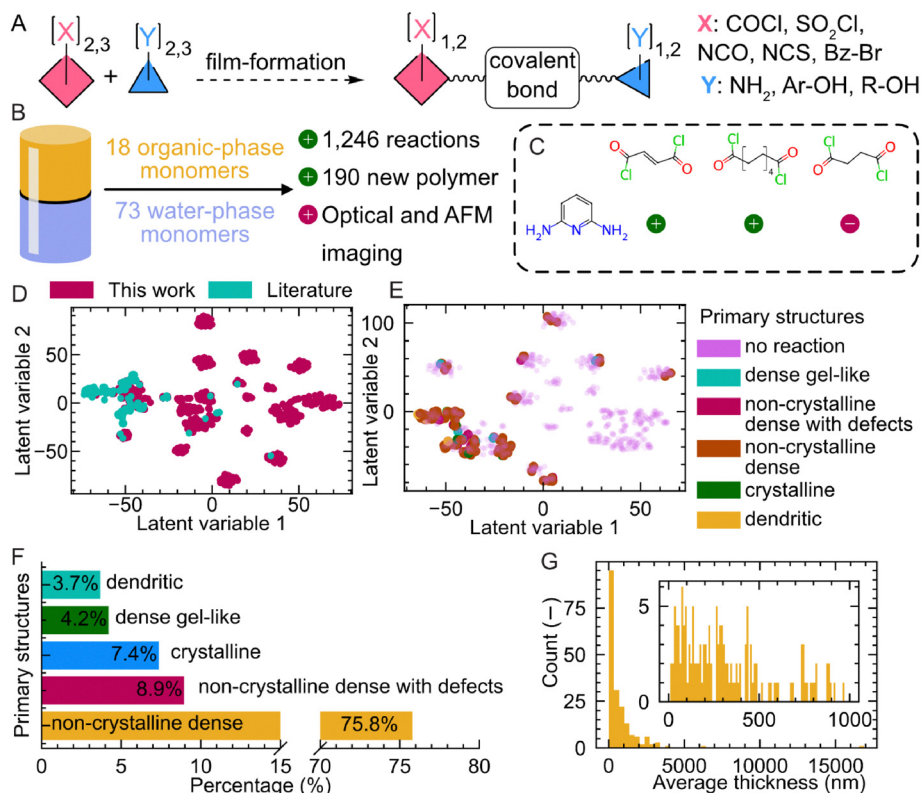 A
[X]2,3
+
[Y]2,3
film-formation
[X]1,2
covalent
bond
[Y]1,2
X: COCl, SO2Cl,
NCO, NCS, Bz-Br
Y: NH2, Ar-OH, R-OH
B
18 organic-phase
monomers
73 water-phase
monomers
+ 1,246 reactions
+ 190 new polymer
+ Optical and AFM
imaging
C
O Cl Cl O
O Cl 4 O Cl
O Cl Cl O
H2N N NH2
+ + −
D
This work Literature
Latent variable 2
50
0
−50
−50 0 50
Latent variable 1
E
Latent variable 2
100
0
−50 0 50
Latent variable 1
Primary structures
no reaction
dense gel-like
non-crystalline
dense with defects
non-crystalline
dense
crystalline
dendritic
F
Primary structures
3.7% dendritic
4.2% dense gel-like
7.4% crystalline
8.9% non-crystalline dense with defects
non-crystalline dense 75.8%
0 5 10 15 70 75 80
Percentage (%)
G
Count (−)
75
50
25
0
5
0
0 500 1000
0 5000 10000 15000
Average thickness (nm)